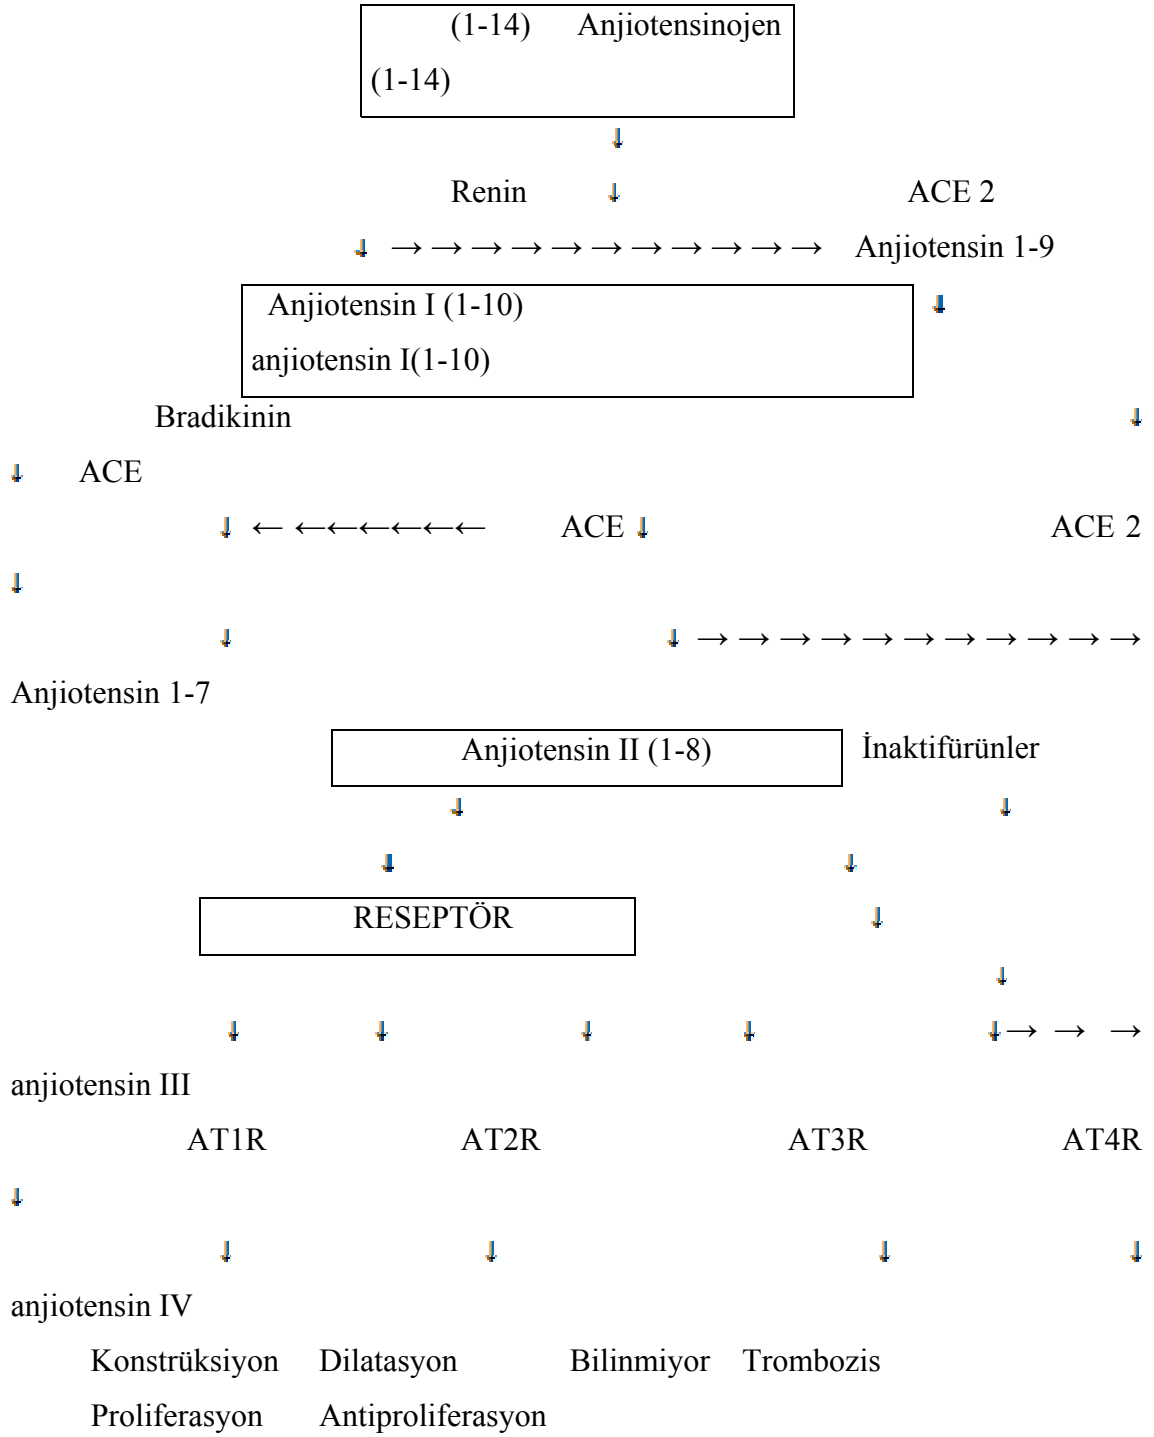 (1-14) Anjiotensinojen
(1-14)
⇓
Renin ⇓ ACE 2
⇓ → → → → → → → → → → → Anjiotensin 1-9
Anjiotensin I (1-10) ⇓
anjiotensin I(1-10)
Bradikinin ⇓
⇓ ACE
⇓ ← ←←←←←← ACE ⇓ ACE 2
⇓
⇓ ⇓ → → → → → → → → → → →
Anjiotensin 1-7
Anjiotensin II (1-8) İnaktifürünler
⇓ ⇓
⇓ ⇓
RESEPTÖR ⇓
⇓
⇓ ⇓ ⇓ ⇓ ⇓ → → →
anjiotensin III
AT1R AT2R AT3R AT4R
⇓
⇓ ⇓ ⇓ ⇓
anjiotensin IV
Konstrüksiyon Dilatasyon Bilinmiyor Trombozis
Proliferasyon Antiproliferasyon